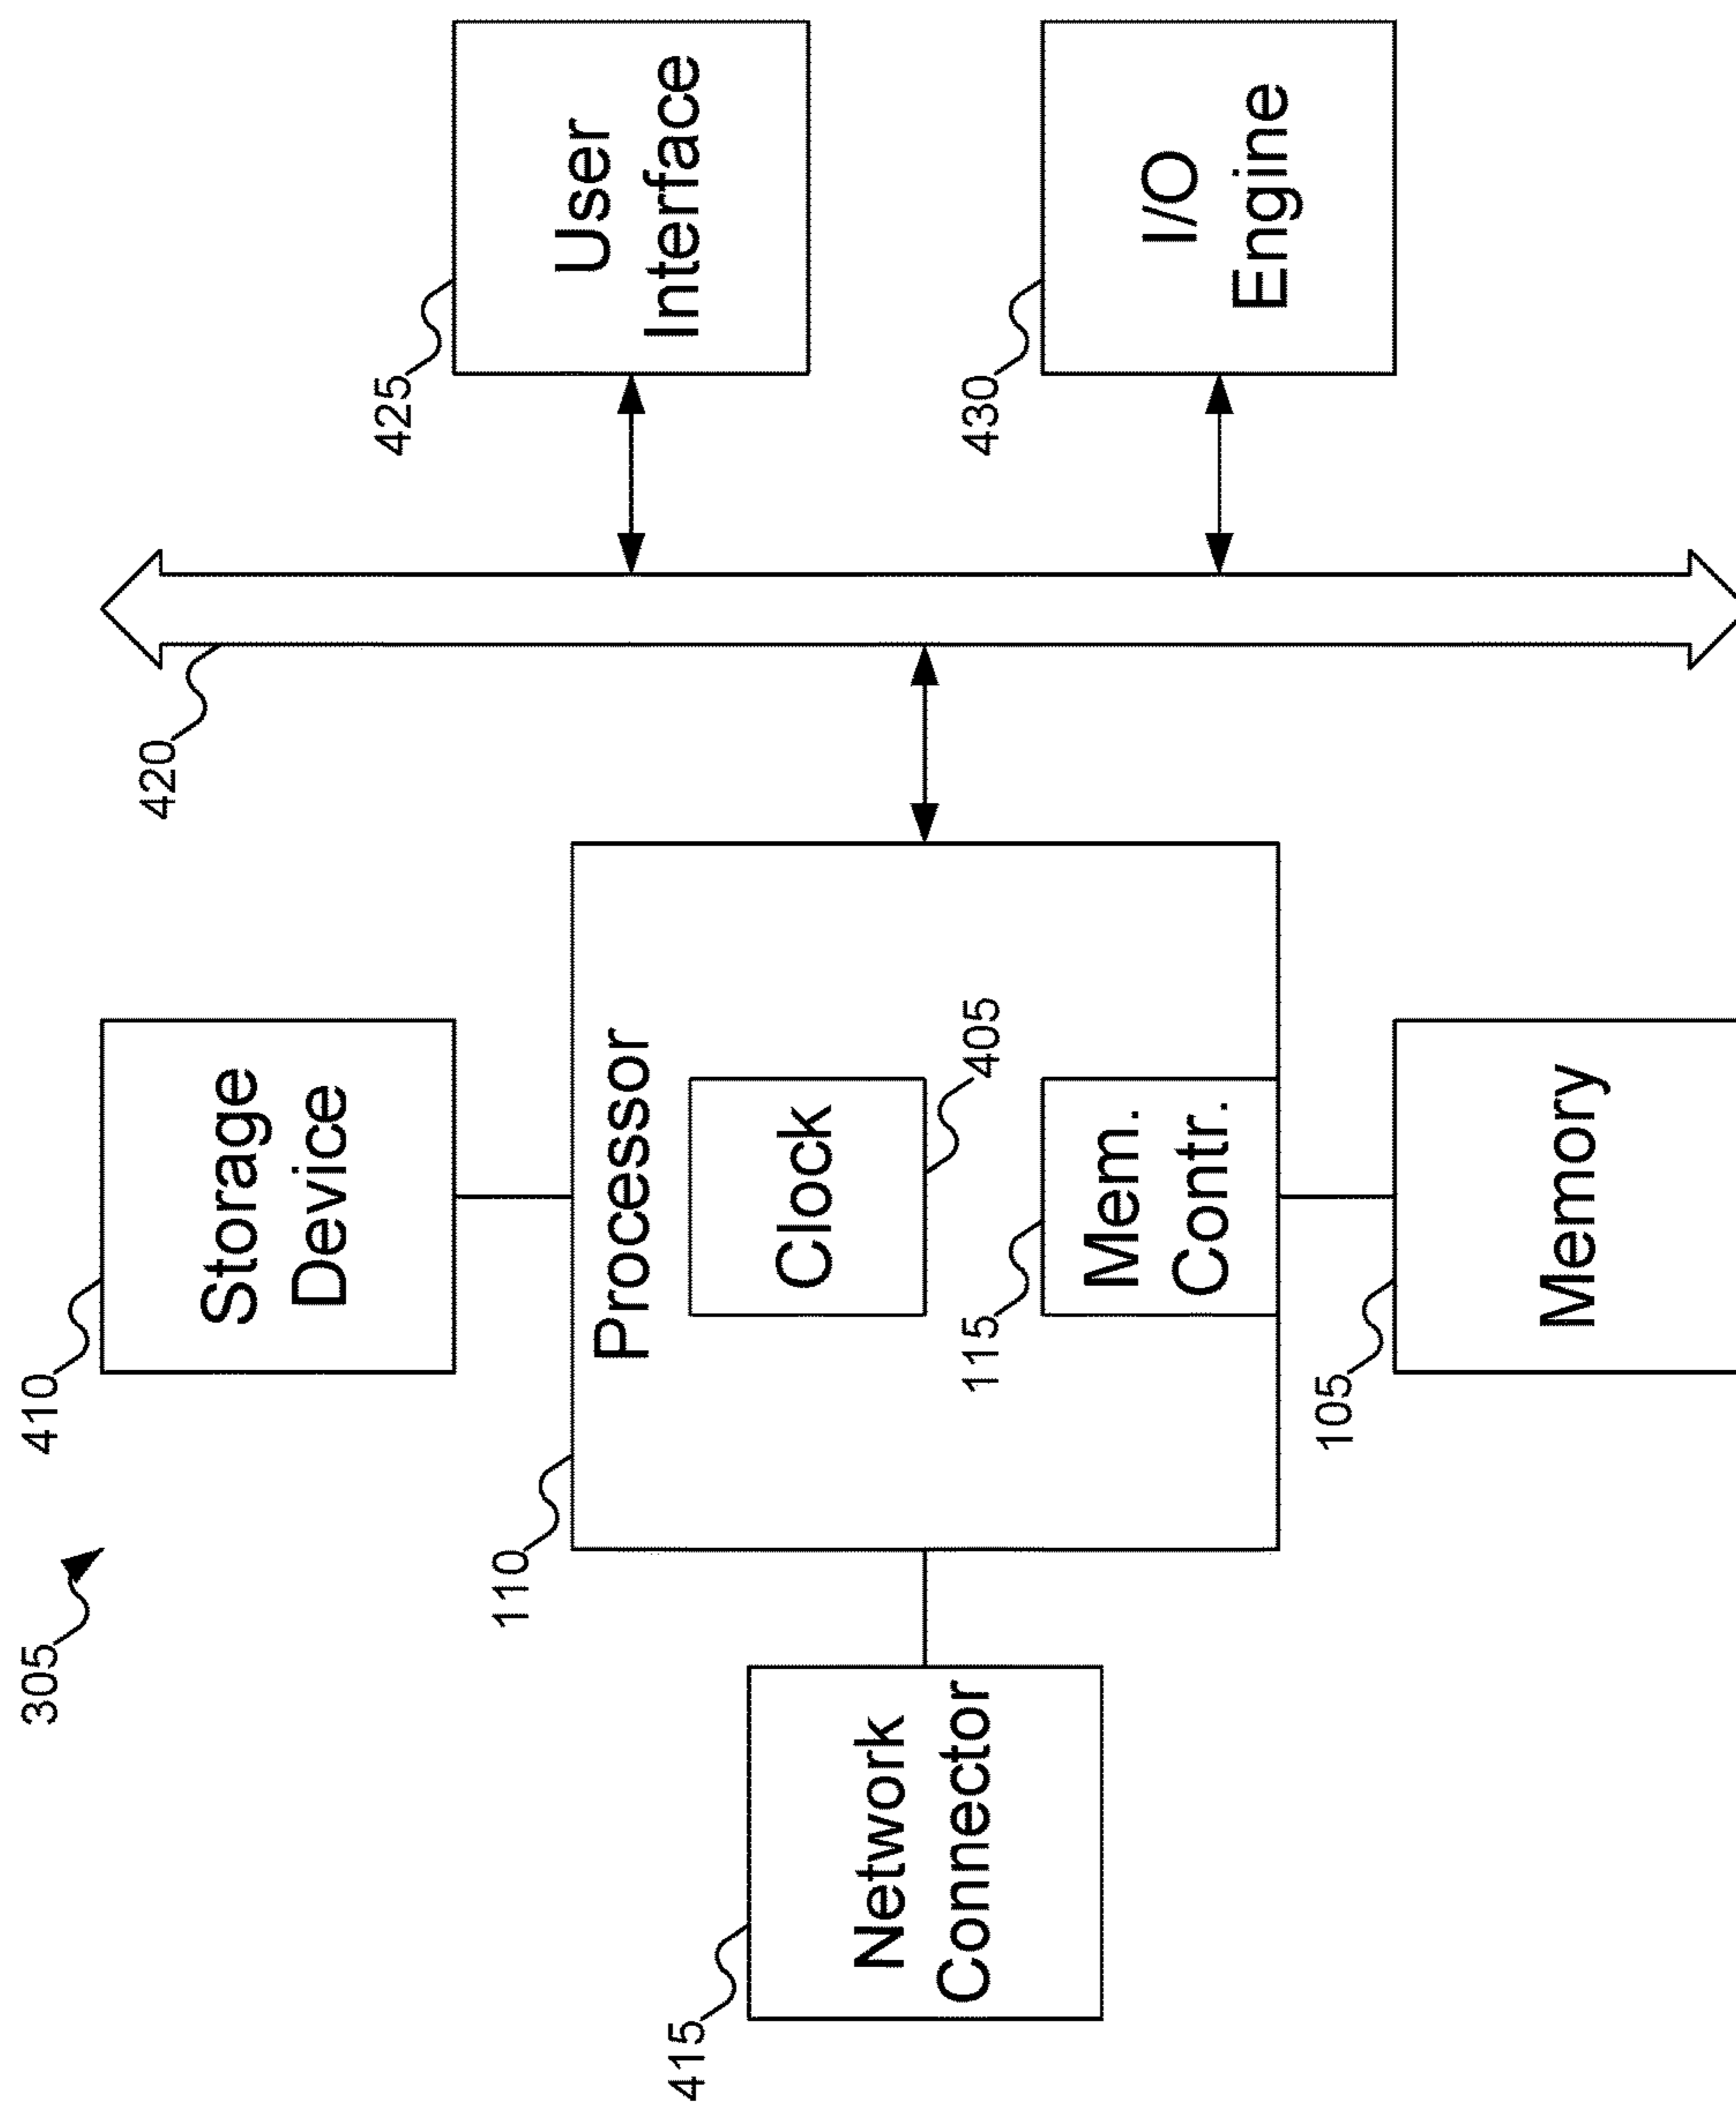 305
410
Storage
Device
420
425
User
Interface
110
Processor
415
Network
Connector
Clock
405
115
Mem.
Contr.
430
I/O
Engine
105
Memory